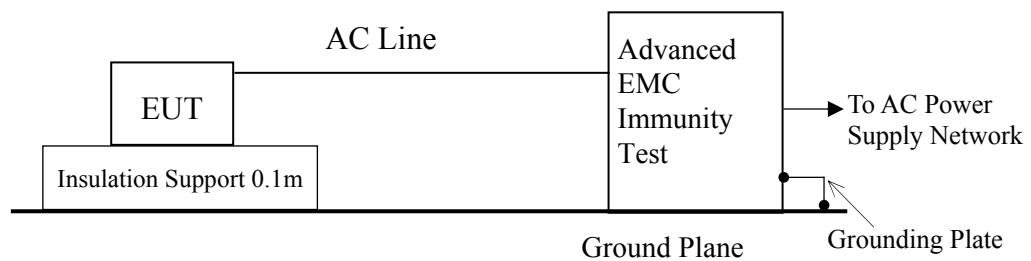 AC Line
EUT
Insulation Support 0.1m
Advanced
EMC
Immunity
Test
To AC Power
Supply Network
Ground Plane
Grounding Plate